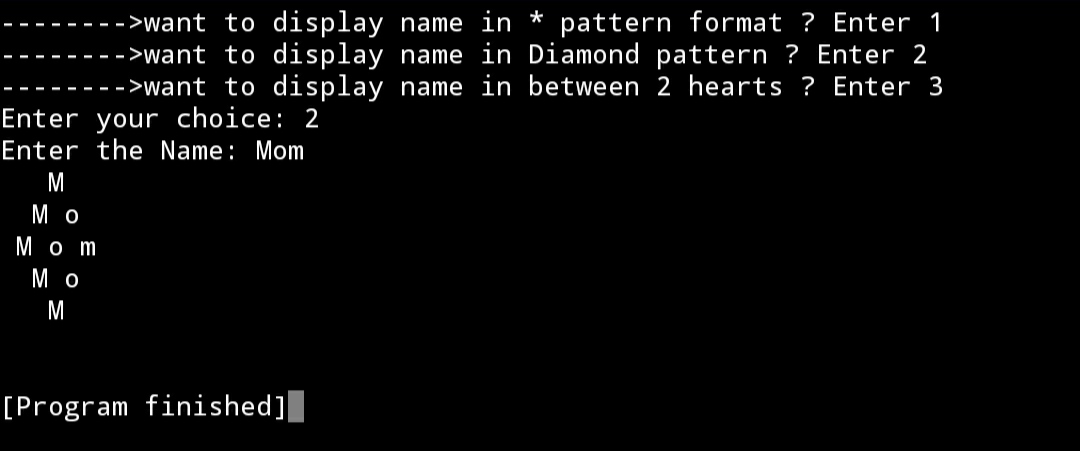 -------->want to display name in * pattern format ? Enter 1
-------->want to display name in Diamond pattern ? Enter 2
-------->want to display name in between 2 hearts ? Enter 3
Enter your choice: 2
Enter the Name: Mom
   M
  M o
 M o m
  M o
   M
[Program finished]